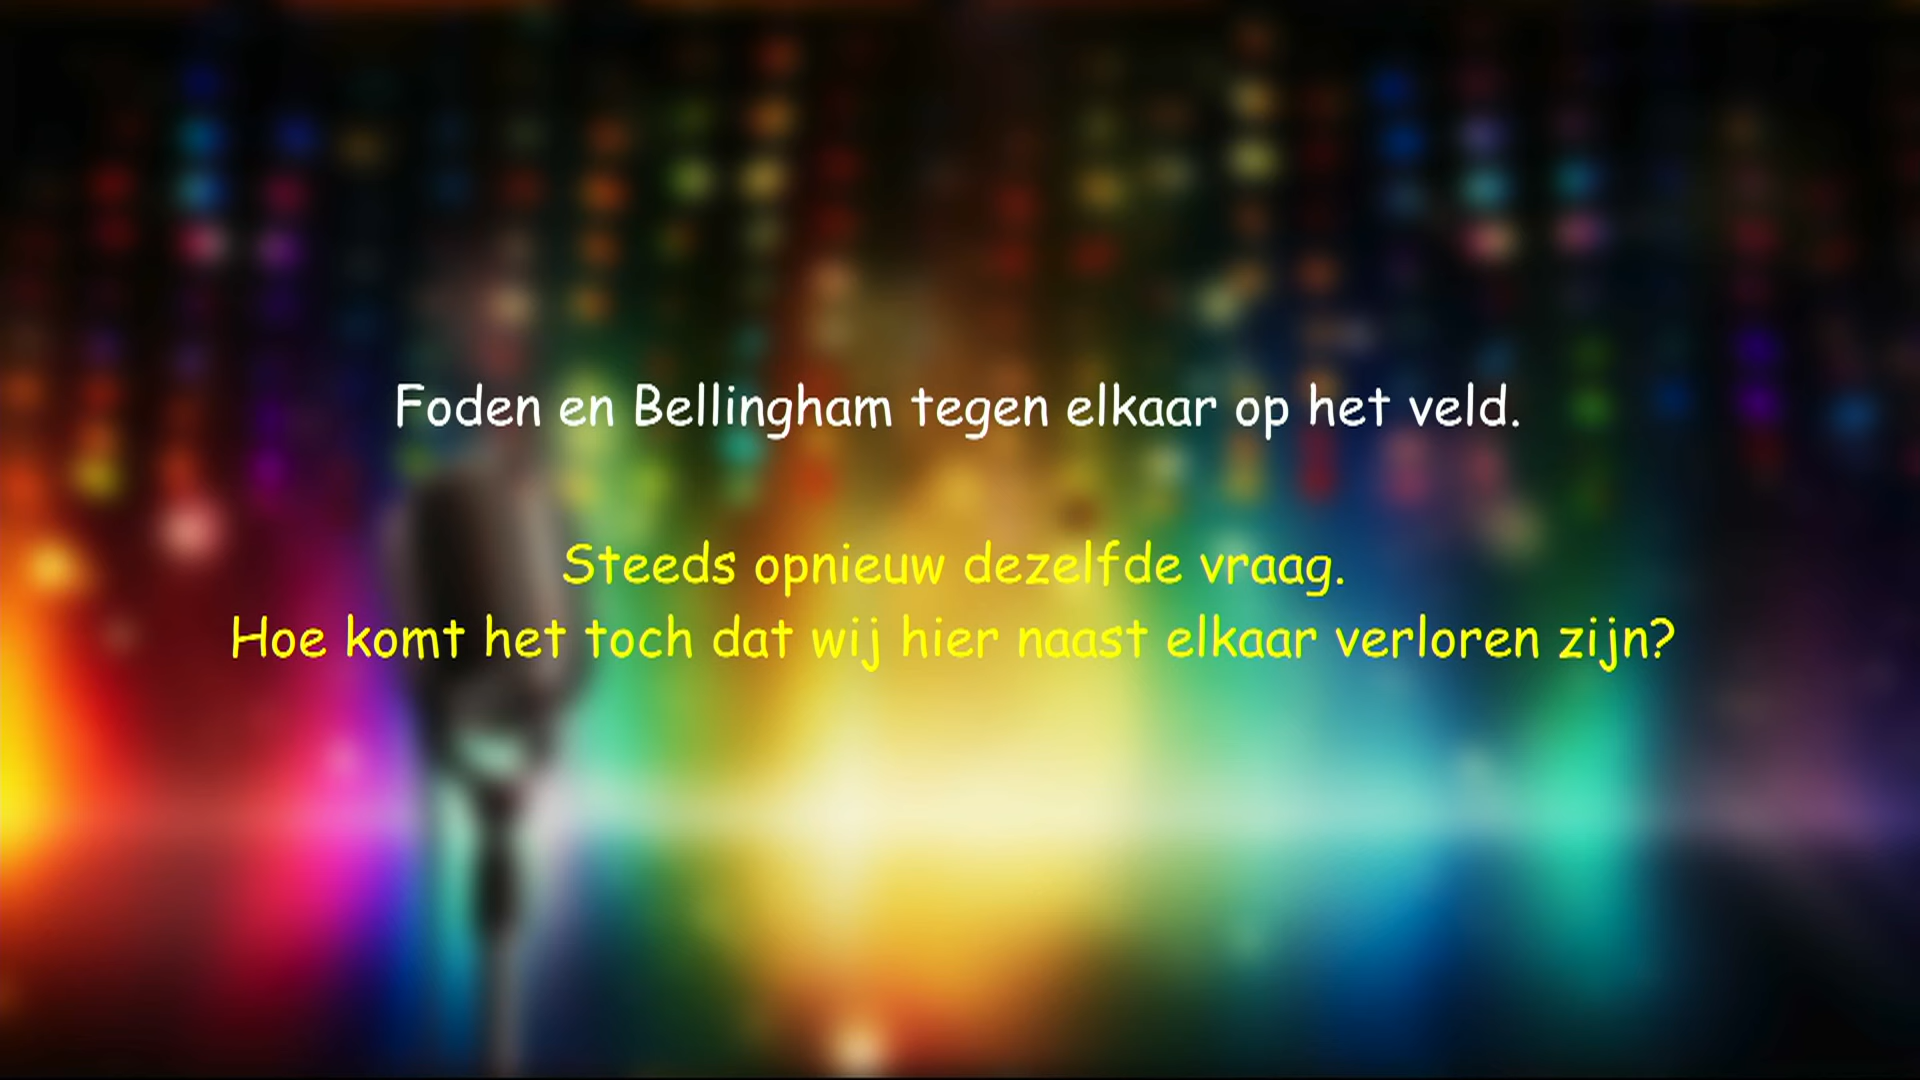 Foden en Bellingham tegen elkaar op het veld.
Steeds opnieuw dezelfde vraag.
Hoe komt het toch dat wij hier naast elkaar verloren zijn?